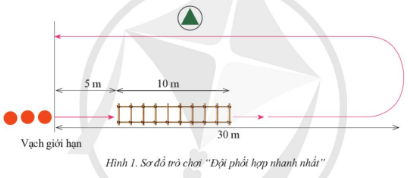 5 m
10 m
30 m
Vạch giới hạn
Hình 1. Sơ đồ trò chơi “Đội phối hợp nhanh nhất”